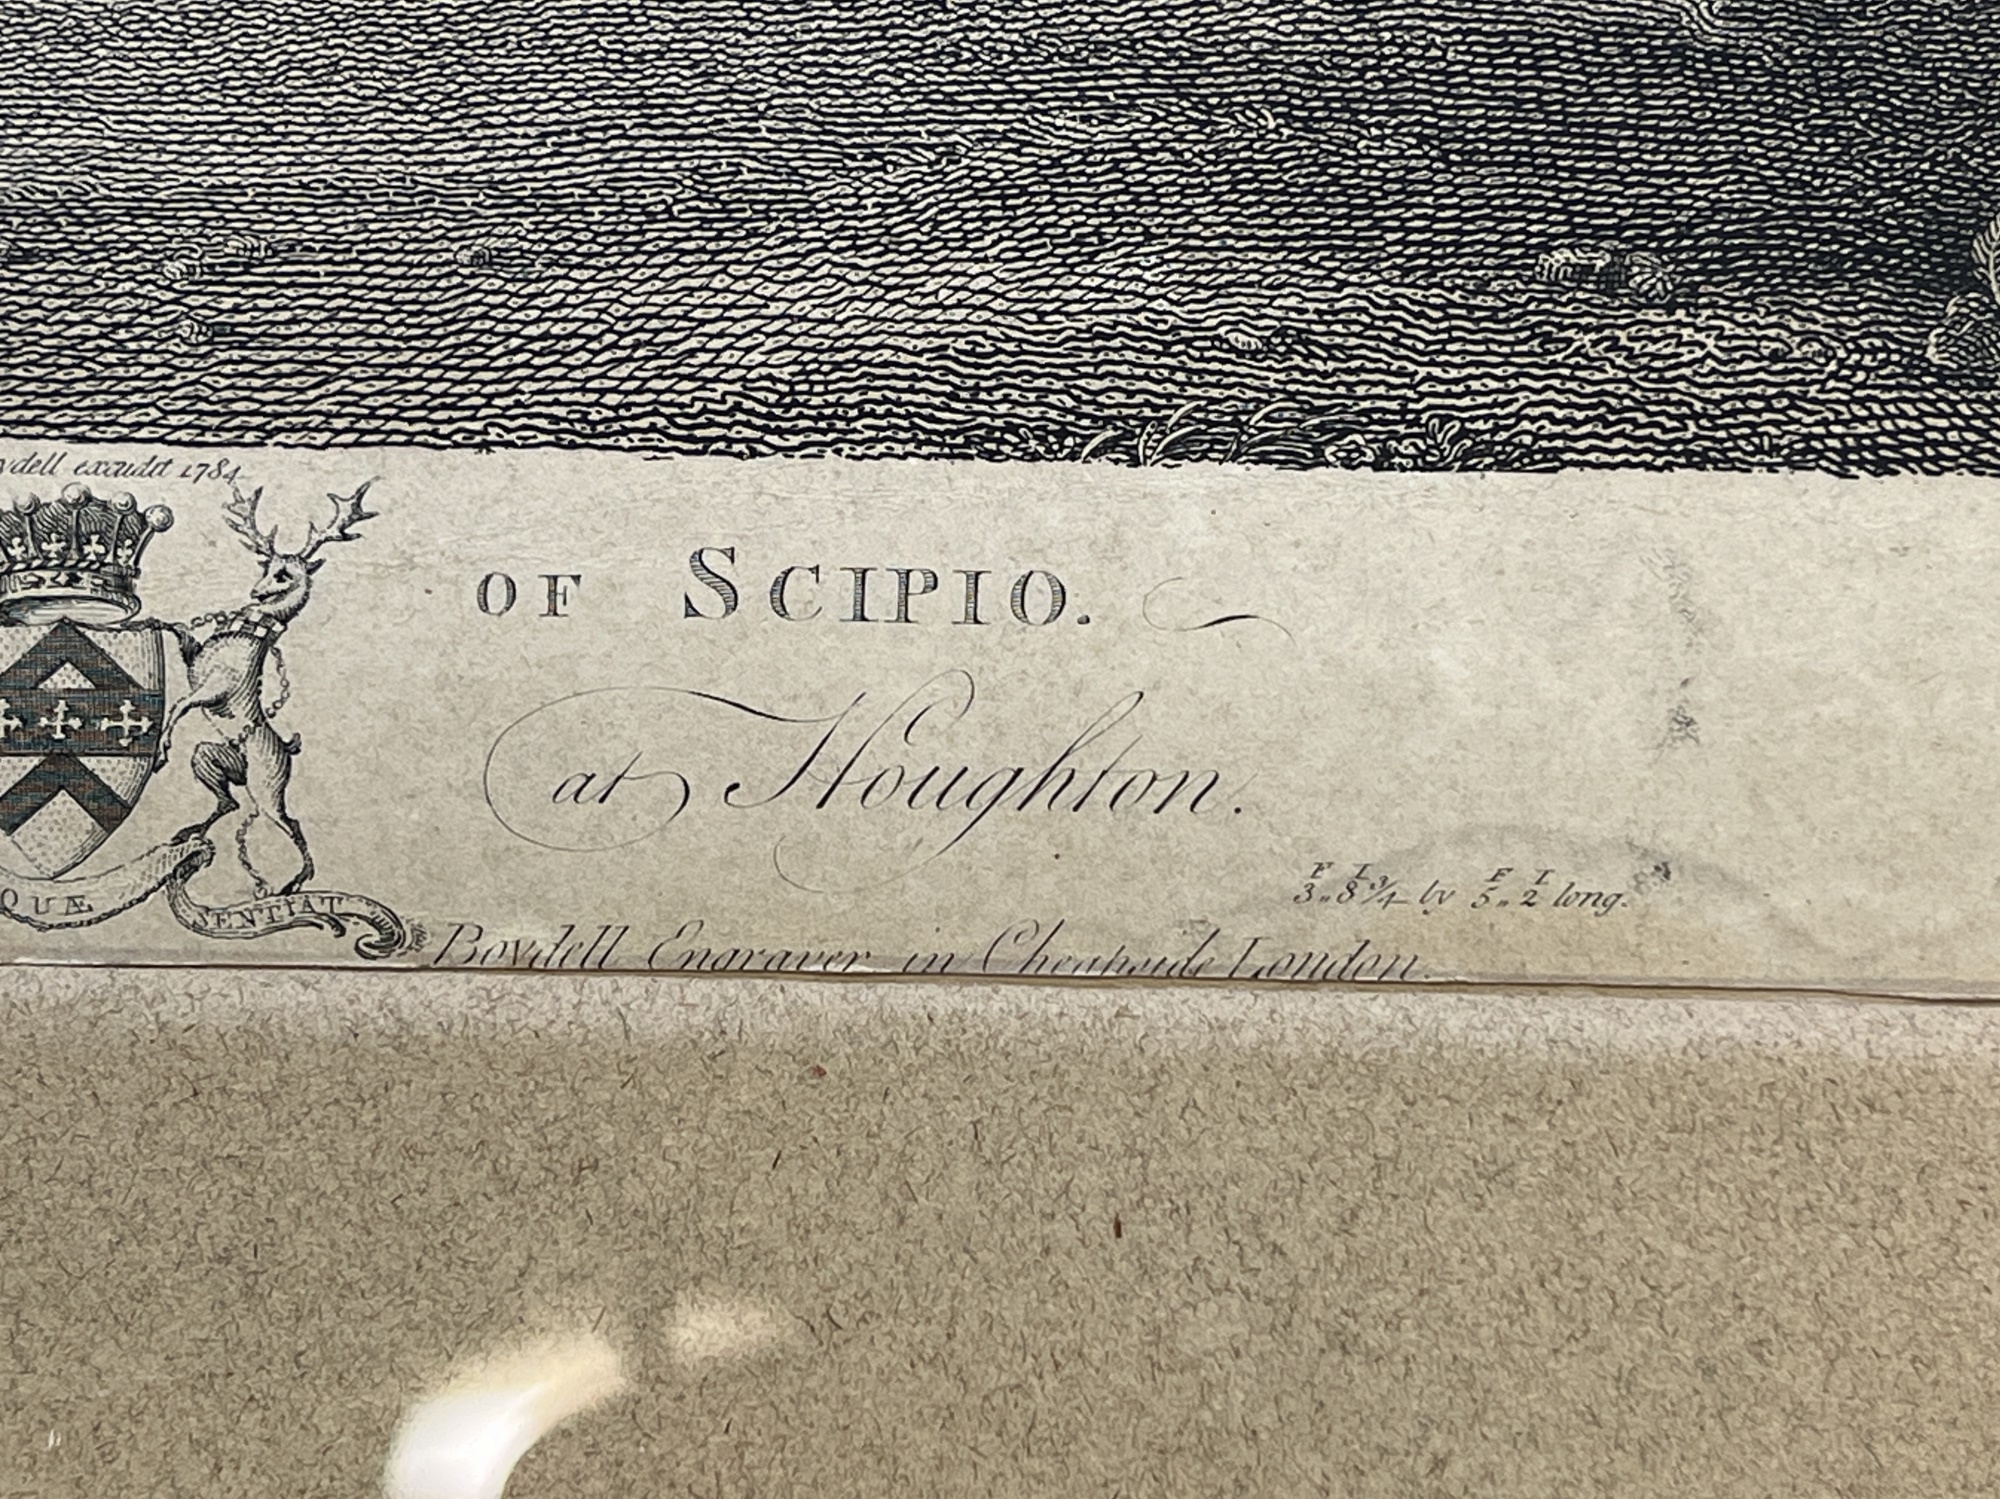 excudit 1784
OF SCIPIO.
at Houghton.
QUÆ SENTIAT
F I F I
3,, 8 3/4 by 5,, 2 long.
Boydell Engraver in Cheapside London.